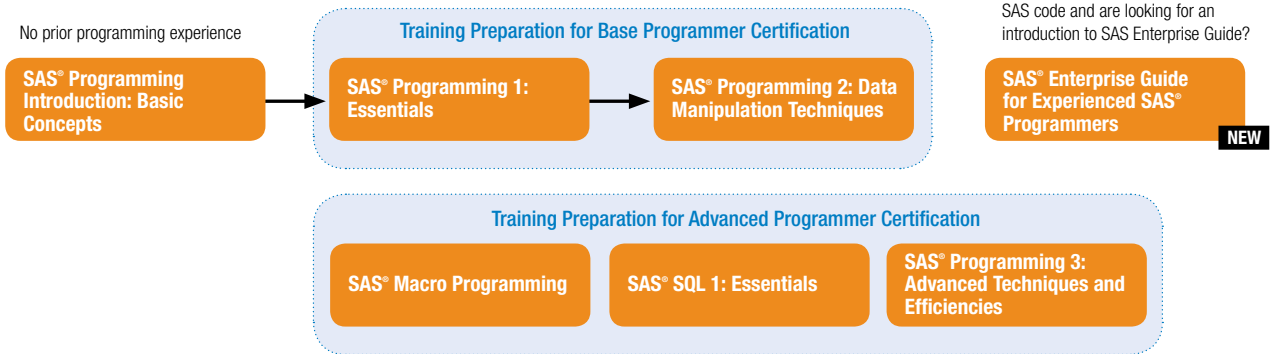 No prior programming experience
SAS® Programming
Introduction: Basic
Concepts
Training Preparation for Base Programmer Certification
SAS® Programming 1:
Essentials
SAS® Programming 2: Data
Manipulation Techniques
SAS code and are looking for an
introduction to SAS Enterprise Guide?
SAS® Enterprise Guide
for Experienced SAS®
Programmers
NEW
Training Preparation for Advanced Programmer Certification
SAS® Macro Programming
SAS® SQL 1: Essentials
SAS® Programming 3:
Advanced Techniques and
Efficiencies